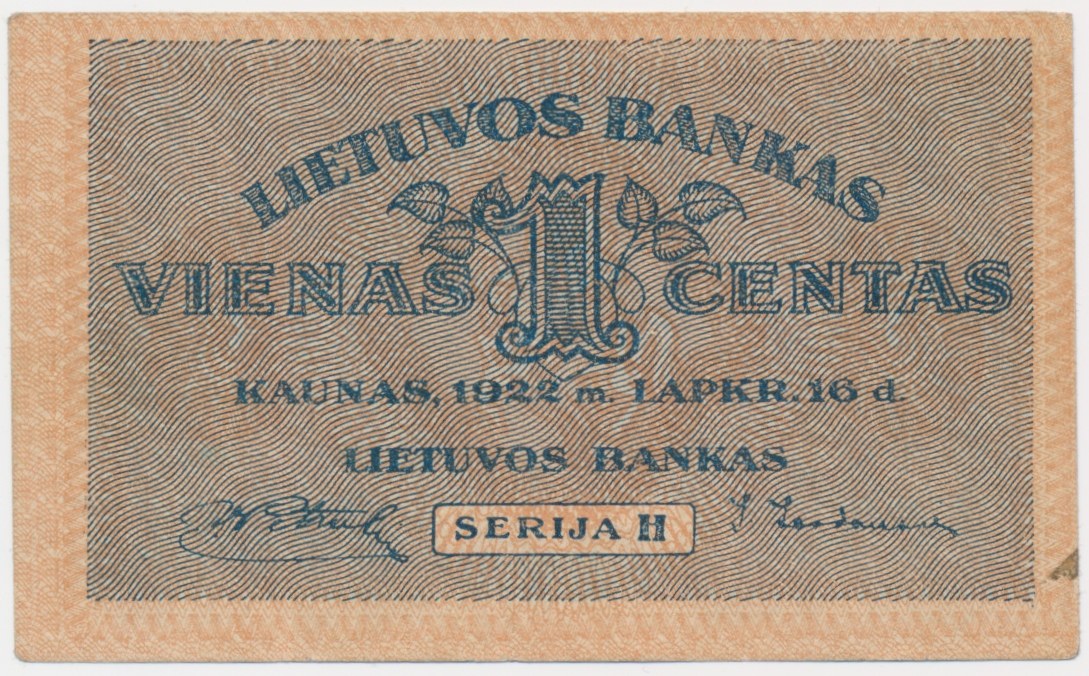 LIETUVOS BANKAS
VIENAS 1 CENTAS
KAUNAS, 1922 m. LAPKR. 16 d.
LIETUVOS BANKAS
SERIJA H